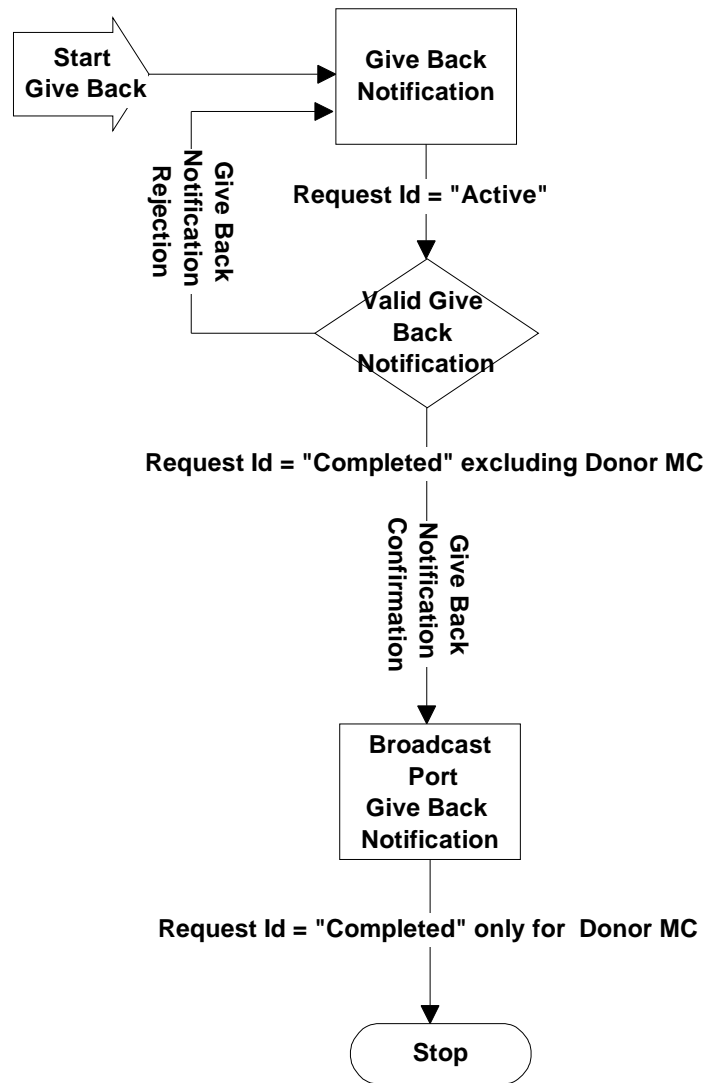 Start
Give Back
Give Back
Notification
Give Back
Notification
Rejection
Request Id = "Active"
Valid Give
Back
Notification
Request Id = "Completed" excluding Donor MC
Give Back
Notification
Confirmation
Broadcast
Port
Give Back
Notification
Request Id = "Completed" only for Donor MC
Stop